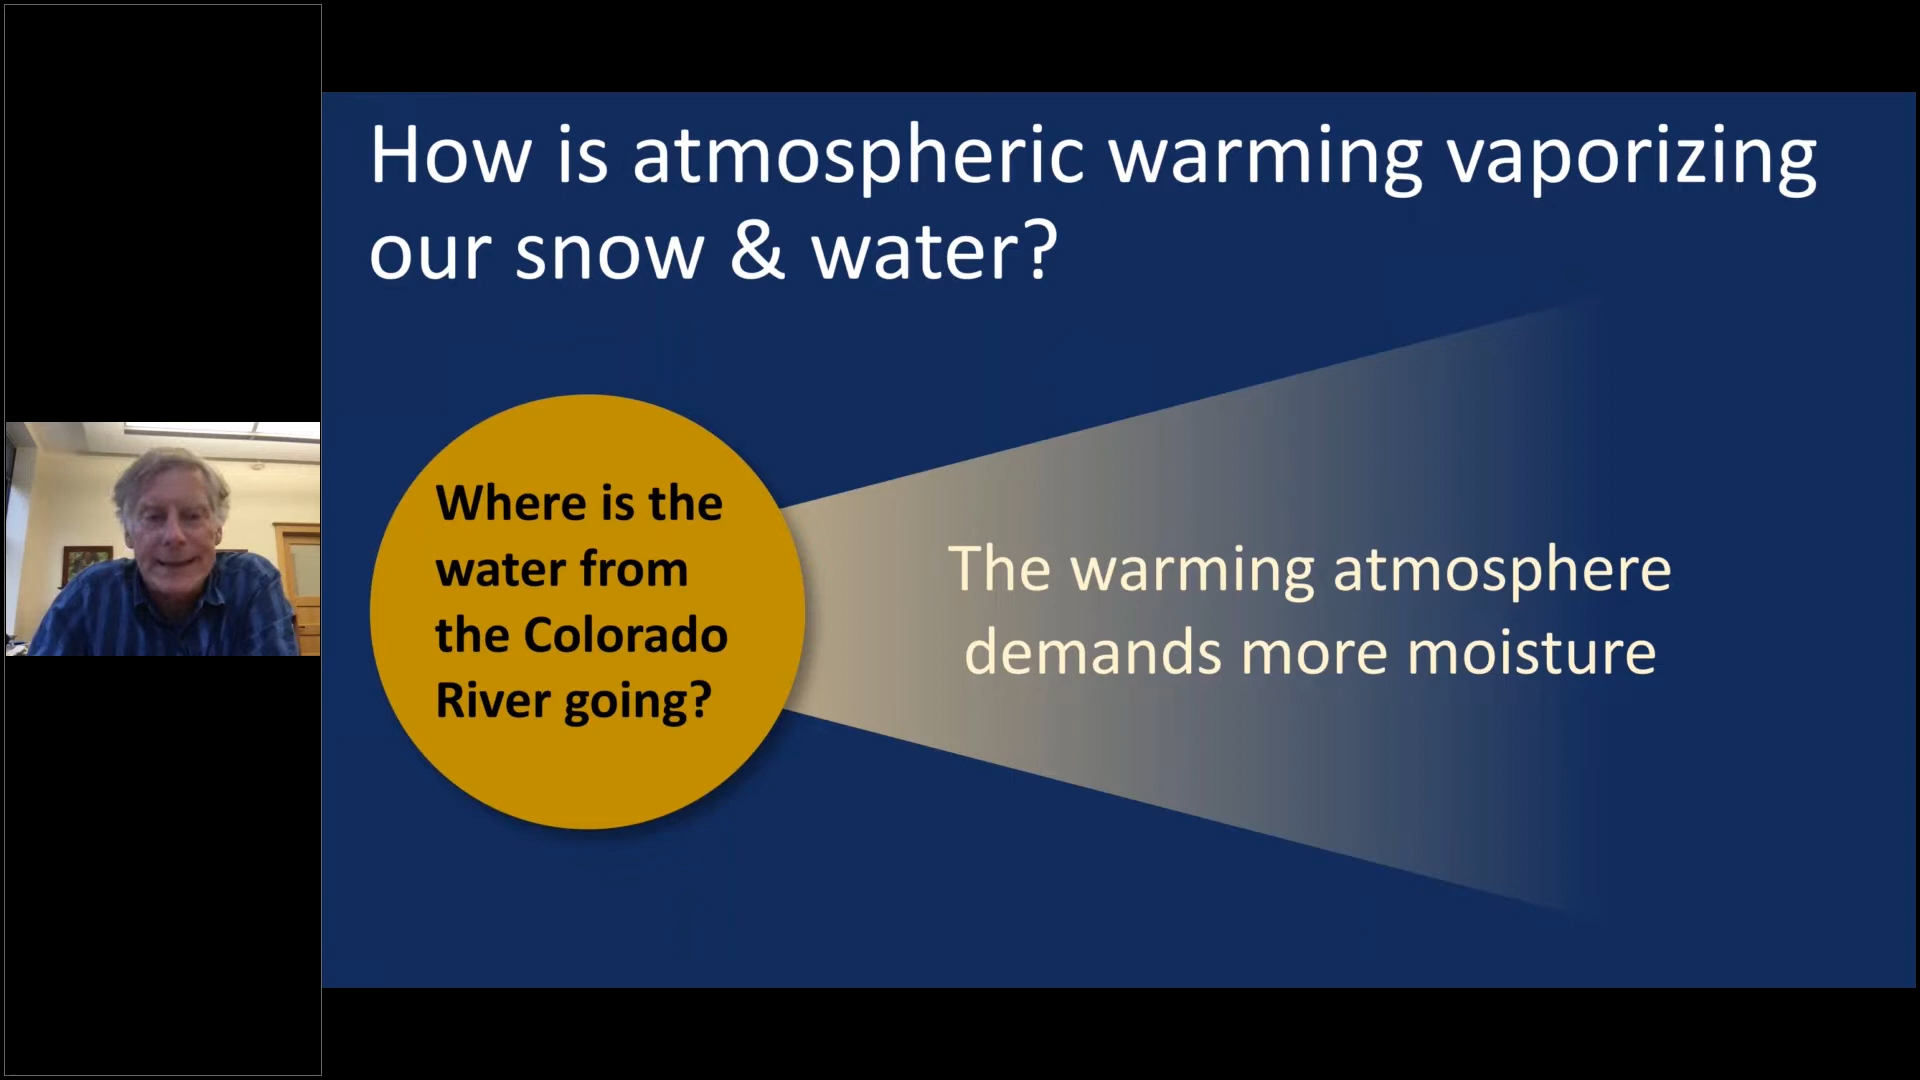 How is atmospheric warming vaporizing
our snow & water?
Where is the
water from
the Colorado
River going?
The warming atmosphere
demands more moisture